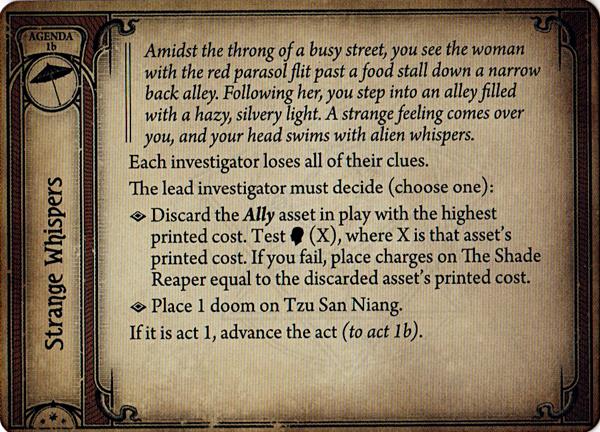 AGENDA
1b
Strange Whispers
Amidst the throng of a busy street, you see the woman
with the red parasol flit past a food stall down a narrow
back alley. Following her, you step into an alley filled
with a hazy, silvery light. A strange feeling comes over
you, and your head swims with alien whispers.
Each investigator loses all of their clues.
The lead investigator must decide (choose one):
Discard the Ally asset in play with the highest
printed cost. Test (X), where X is that asset's
printed cost. If you fail, place charges on The Shade
Reaper equal to the discarded asset's printed cost.
Place 1 doom on Tzu San Niang.
If it is act 1, advance the act (to act 1b).